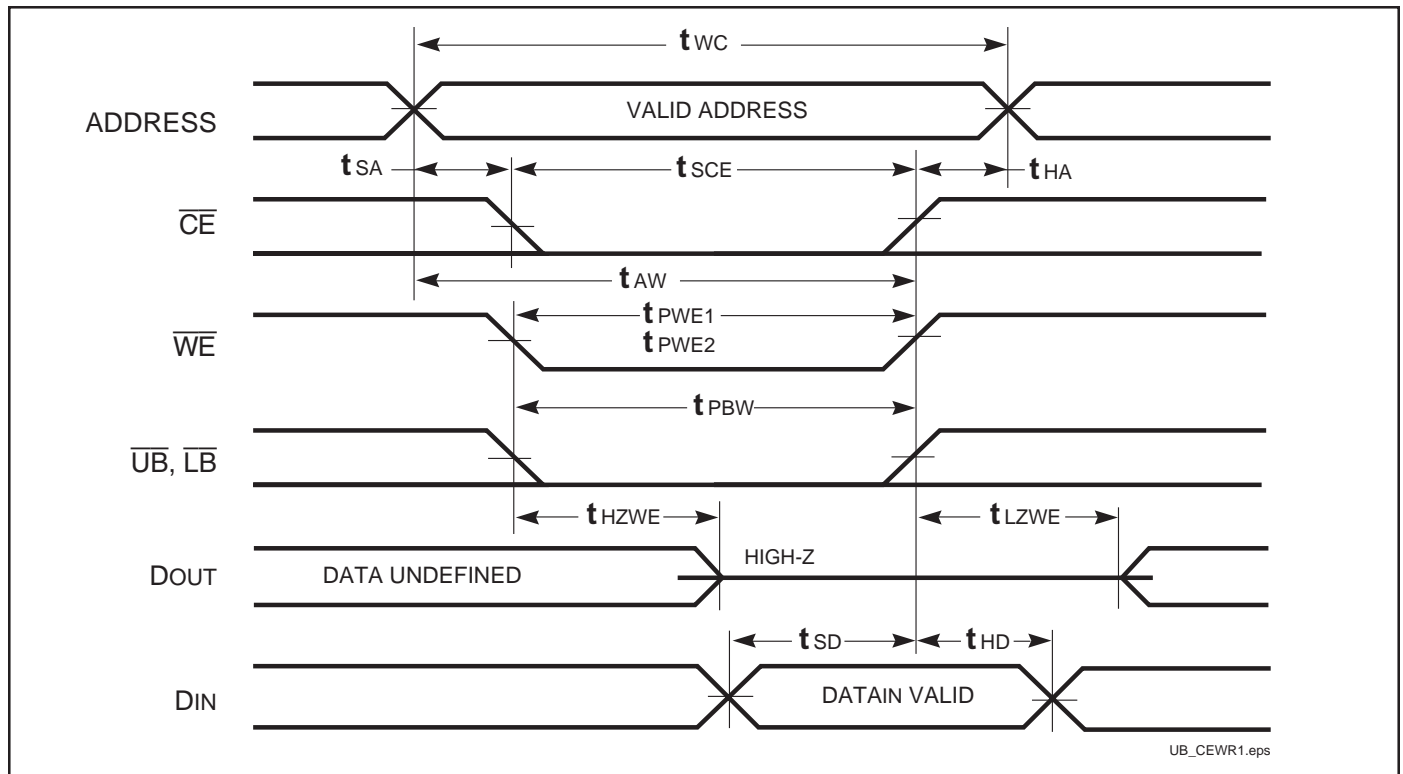 tWC
ADDRESS
VALID ADDRESS
tSA
tSCE
tHA
CE
tAW
WE
tPWE1
tPWE2
tPBW
UB, LB
tHZWE
tLZWE
DOUT
DATA UNDEFINED
HIGH-Z
tSD
tHD
DIN
DATAIN VALID
UB_CEWR1.eps